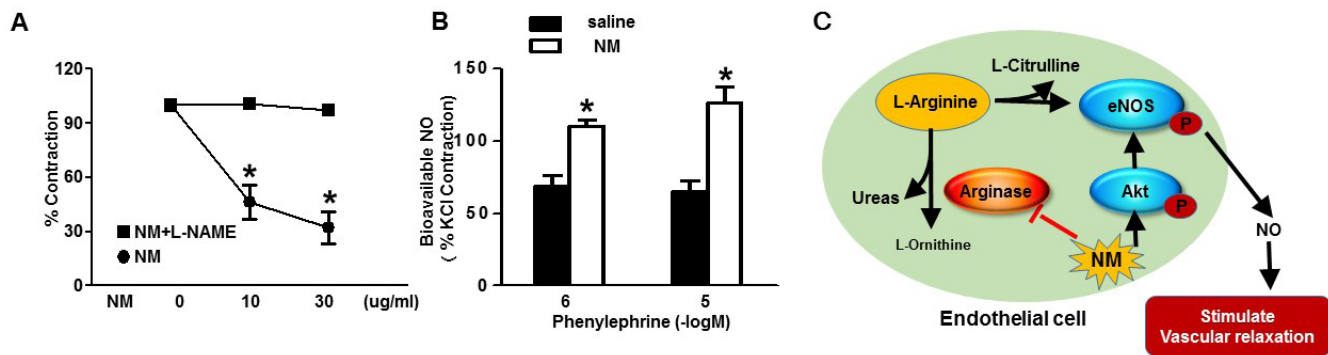 A
120
90
60
30
0
% Contraction
*
*
NM+L-NAME
NM
NM 0 10 30 (ug/ml)
B
saline
NM
150
100
50
0
Bioavailable NO
( % KCl Contraction)
*
*
6 5
Phenylephrine (-logM)
C
L-Citrulline
L-Arginine
eNOS
P
Ureas
Arginase
Akt
P
L-Ornithine
NM
NO
Endothelial cell
Stimulate
Vascular relaxation